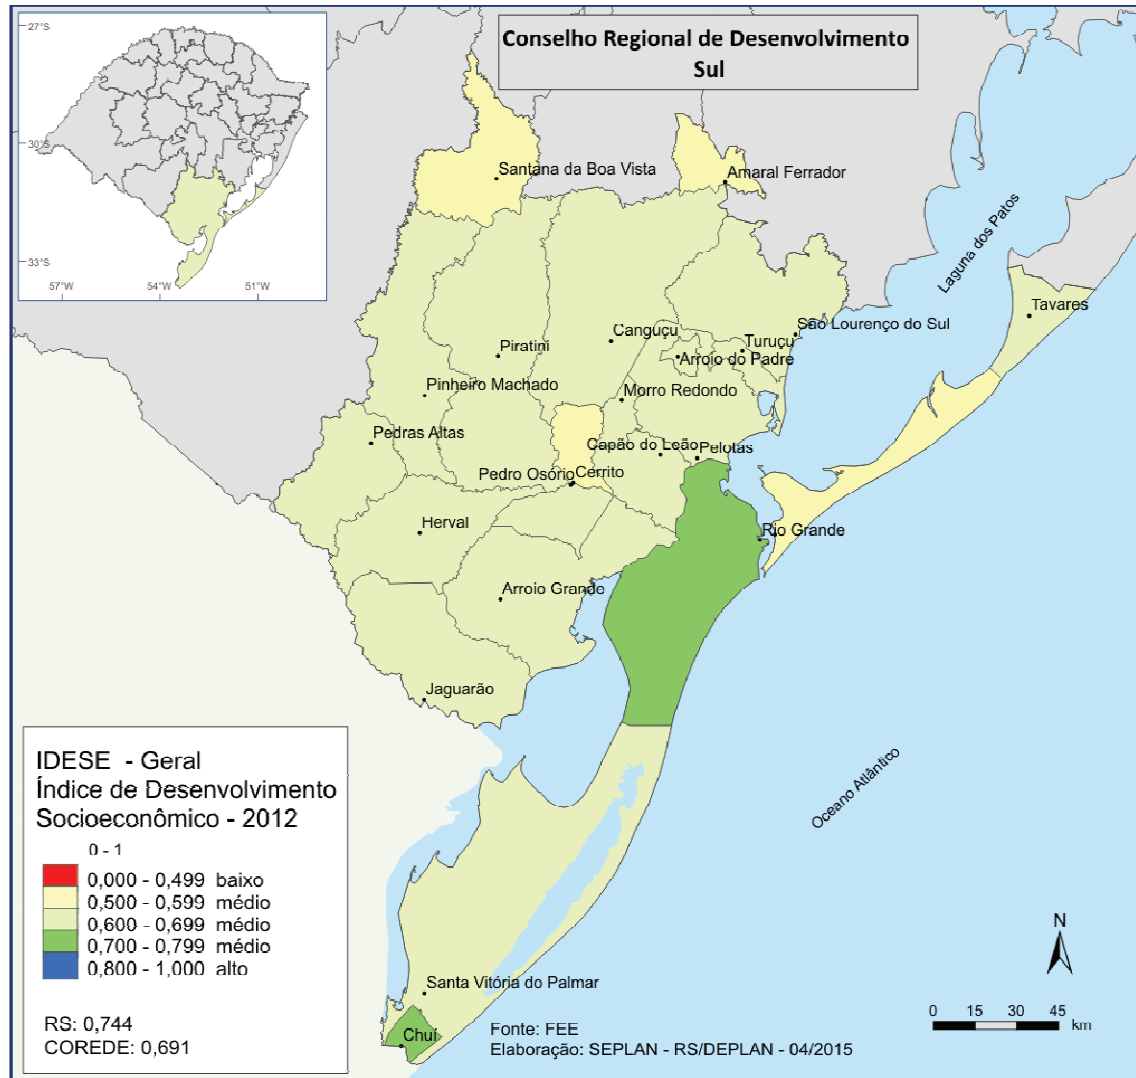 Conselho Regional de Desenvolvimento
Sul
27°S
30°S
33°S
57°W
54°W
51°W
Santana da Boa Vista
Amaral Ferrador
Laguna dos Patos
Tavares
São Lourenço do Sul
Canguçu
Turuçu
Piratini
Arroio do Padre
Pinheiro Machado
Morro Redondo
Pedras Altas
Capão do Leão
Pelotas
Pedro Osório
Cerrito
Herval
Rio Grande
Arroio Grande
Jaguarão
Oceano Atlântico
IDESE - Geral
Índice de Desenvolvimento
Socioeconômico - 2012
0 - 1
0,000 - 0,499 baixo
0,500 - 0,599 médio
0,600 - 0,699 médio
0,700 - 0,799 médio
0,800 - 1,000 alto
RS: 0,744
COREDE: 0,691
Santa Vitória do Palmar
Chuí
Fonte: FEE
Elaboração: SEPLAN - RS/DEPLAN - 04/2015
N
0 15 30 45
km